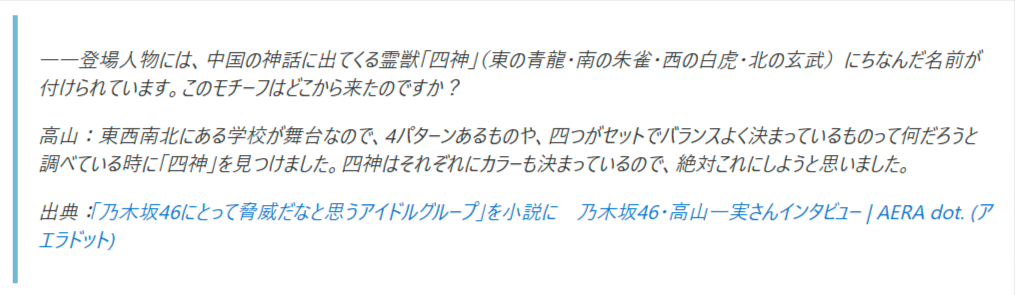 ――登場人物には、中国の神話に出てくる霊獣「四神」（東の青龍・南の朱雀・西の白虎・北の玄武）にちなんだ名前が
付けられています。このモチーフはどこから来たのですか？
高山：東西南北にある学校が舞台なので、4パターンあるものや、四つがセットでバランスよく決まっているものって何だろうと
調べている時に「四神」を見つけました。四神はそれぞれにカラーも決まっているので、絶対これにしようと思いました。
出典：「乃木坂46にとって脅威だなと思うアイドルグループ」を小説に　乃木坂46・高山一実さんインタビュー | AERA dot. (ア
エラドット)